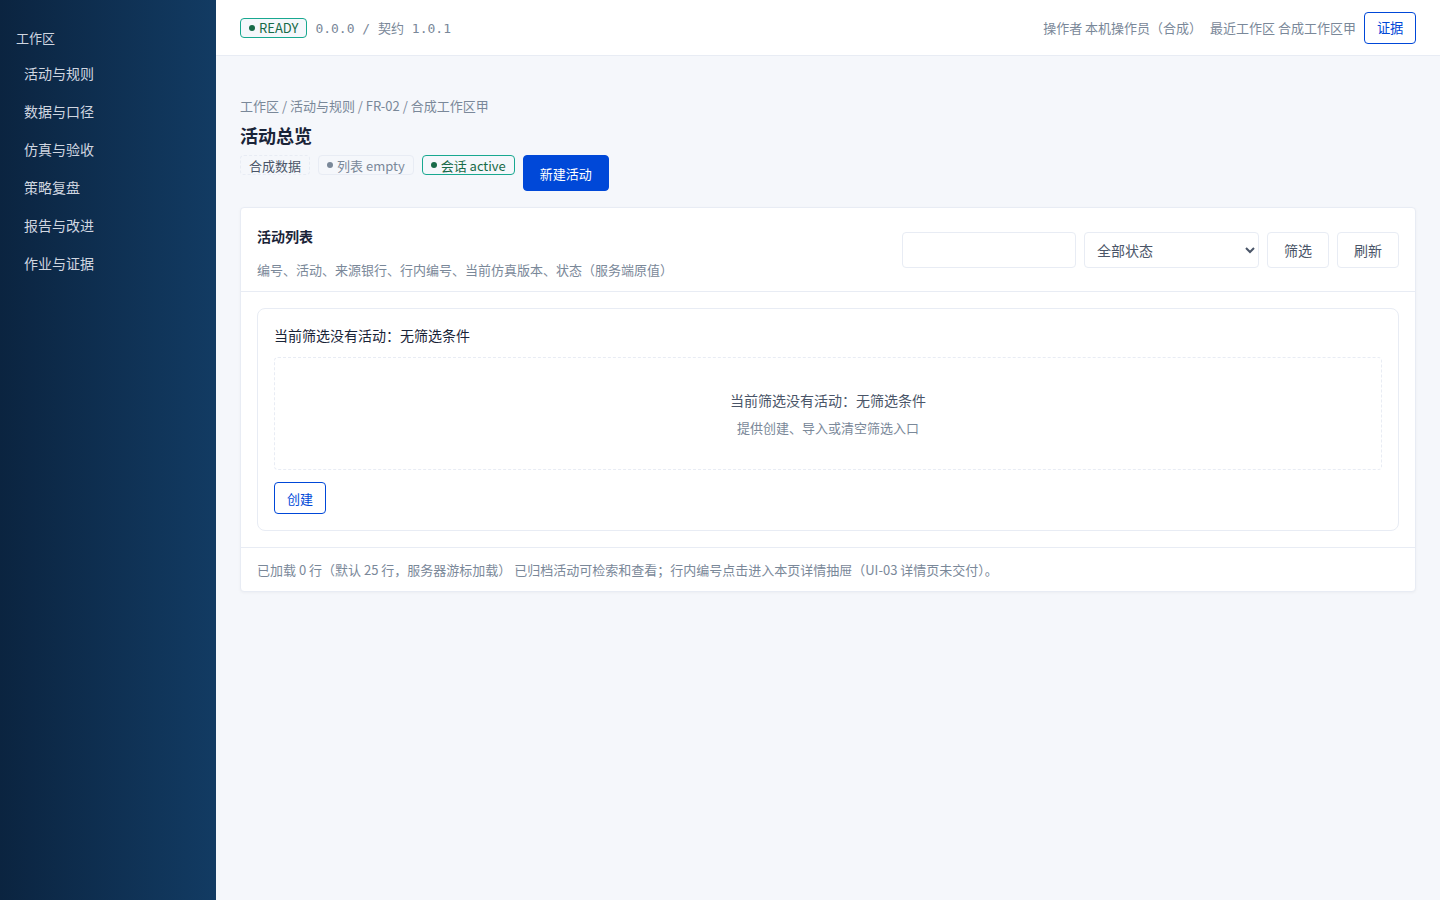 工作区
活动与规则
数据与口径
仿真与验收
策略复盘
报告与改进
作业与证据
READY 0.0.0 / 契约 1.0.1
操作者 本机操作员（合成） 最近工作区 合成工作区甲 证据
工作区 / 活动与规则 / FR-02 / 合成工作区甲
活动总览
合成数据 列表 empty 会话 active 新建活动
活动列表
编号、活动、来源银行、行内编号、当前仿真版本、状态（服务端原值）
全部状态 筛选 刷新
当前筛选没有活动：无筛选条件
当前筛选没有活动：无筛选条件
提供创建、导入或清空筛选入口
创建
已加载 0 行（默认 25 行，服务器游标加载） 已归档活动可检索和查看；行内编号点击进入本页详情抽屉（UI-03 详情页未交付）。